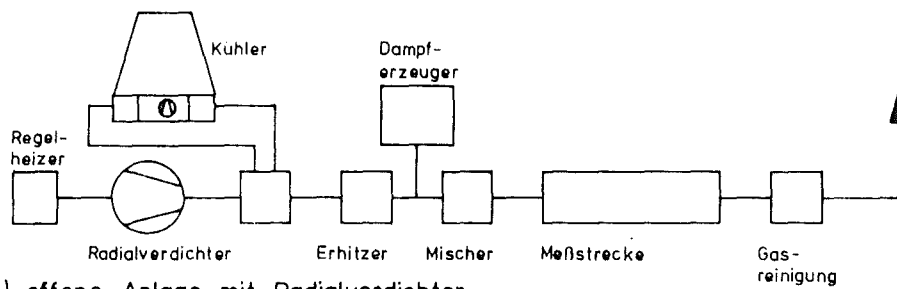 Kühler
Dampf-
erzeuger
Regel-
heizer
Radialverdichter
Erhitzer
Mischer
Meßstrecke
Gas-
reinigung
) offene Anlage mit Radialverdichter